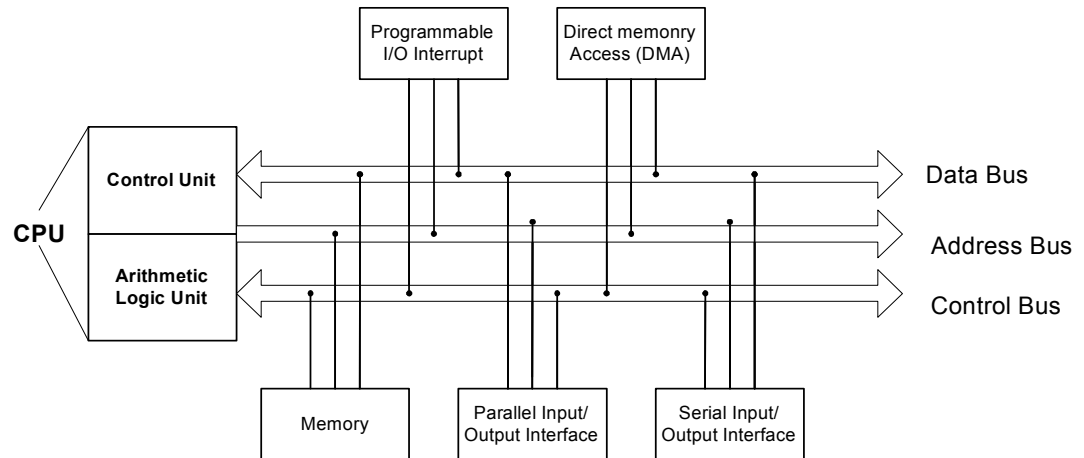 Programmable
I/O Interrupt
Direct memonry
Access (DMA)
Control Unit
Data Bus
CPU
Address Bus
Arithmetic
Logic Unit
Control Bus
Memory
Parallel Input/
Output Interface
Serial Input/
Output Interface